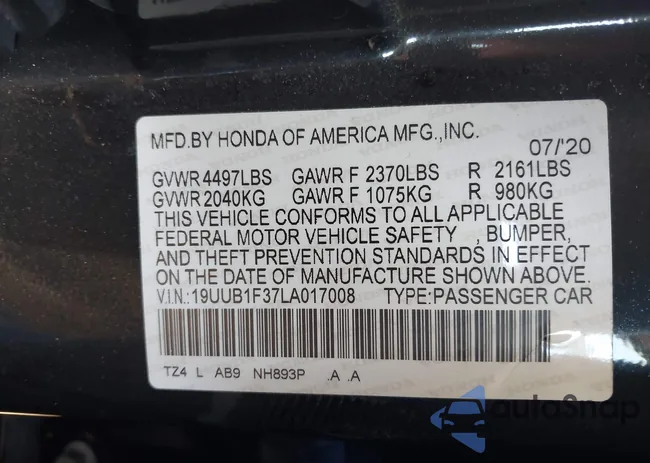 MFD.BY HONDA OF AMERICA MFG.,INC.
07/'20
GVWR 4497LBS GAWR F 2370LBS R 2161LBS
GVWR 2040KG GAWR F 1075KG R 980KG
THIS VEHICLE CONFORMS TO ALL APPLICABLE
FEDERAL MOTOR VEHICLE SAFETY , BUMPER,
AND THEFT PREVENTION STANDARDS IN EFFECT
ON THE DATE OF MANUFACTURE SHOWN ABOVE.
V.I.N.:19UUB1F37LA017008 TYPE:PASSENGER CAR
TZ4 L AB9 NH893P .A .A
autoSnap